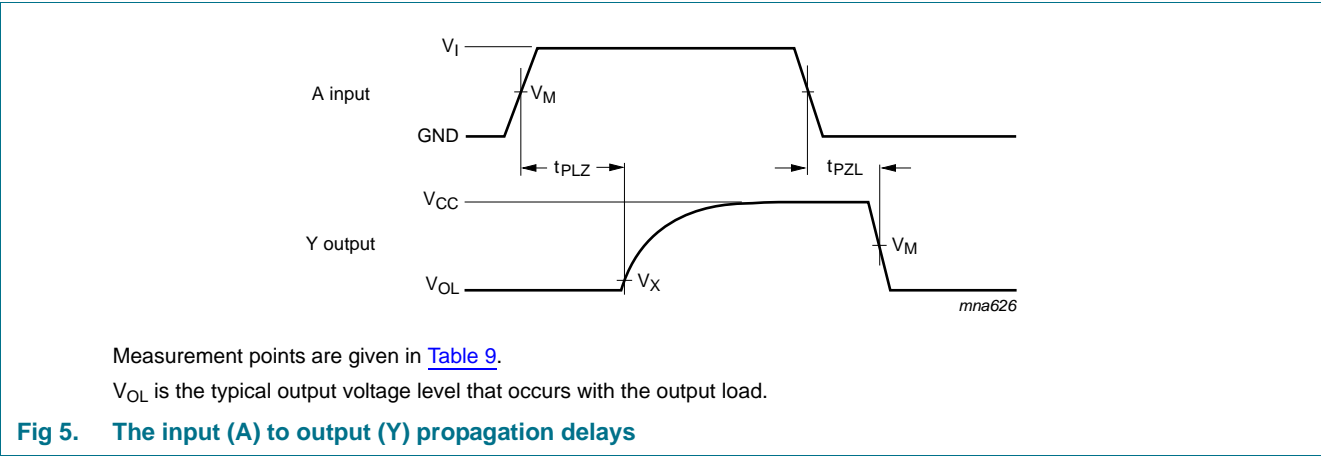 V_I
A input
V_M
GND
t_PLZ
t_PZL
V_CC
Y output
V_M
V_OL
V_X
mna626
Measurement points are given in Table 9.
V_OL is the typical output voltage level that occurs with the output load.
Fig 5. The input (A) to output (Y) propagation delays